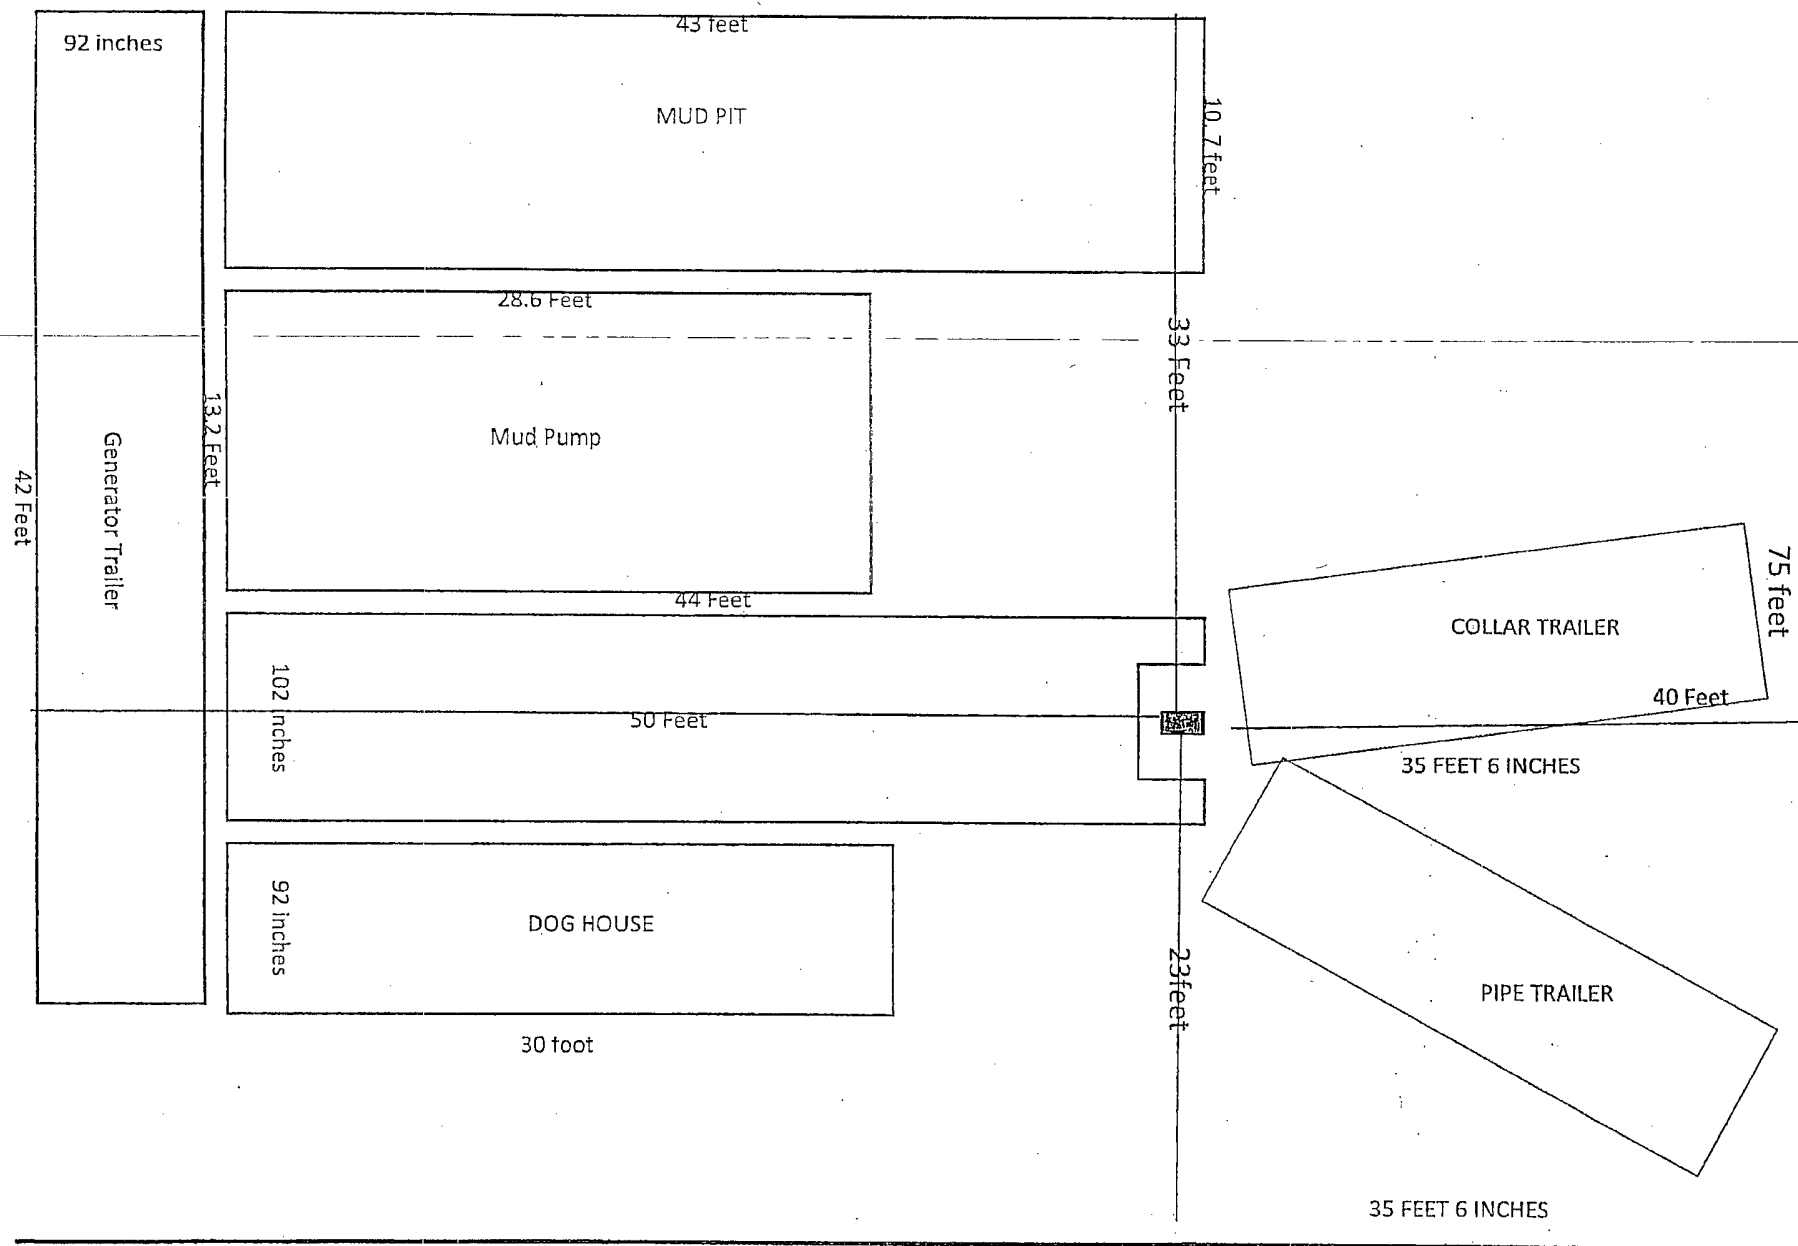 92 inches
43 feet
MUD PIT
10. 7 feet
28.6 Feet
33 Feet
13.2 Feet
Mud Pump
Generator Trailer
42 Feet
44 Feet
75 feet
COLLAR TRAILER
40 Feet
102 inches
50 Feet
35 FEET 6 INCHES
92 inches
DOG HOUSE
23feet
PIPE TRAILER
30 foot
35 FEET 6 INCHES